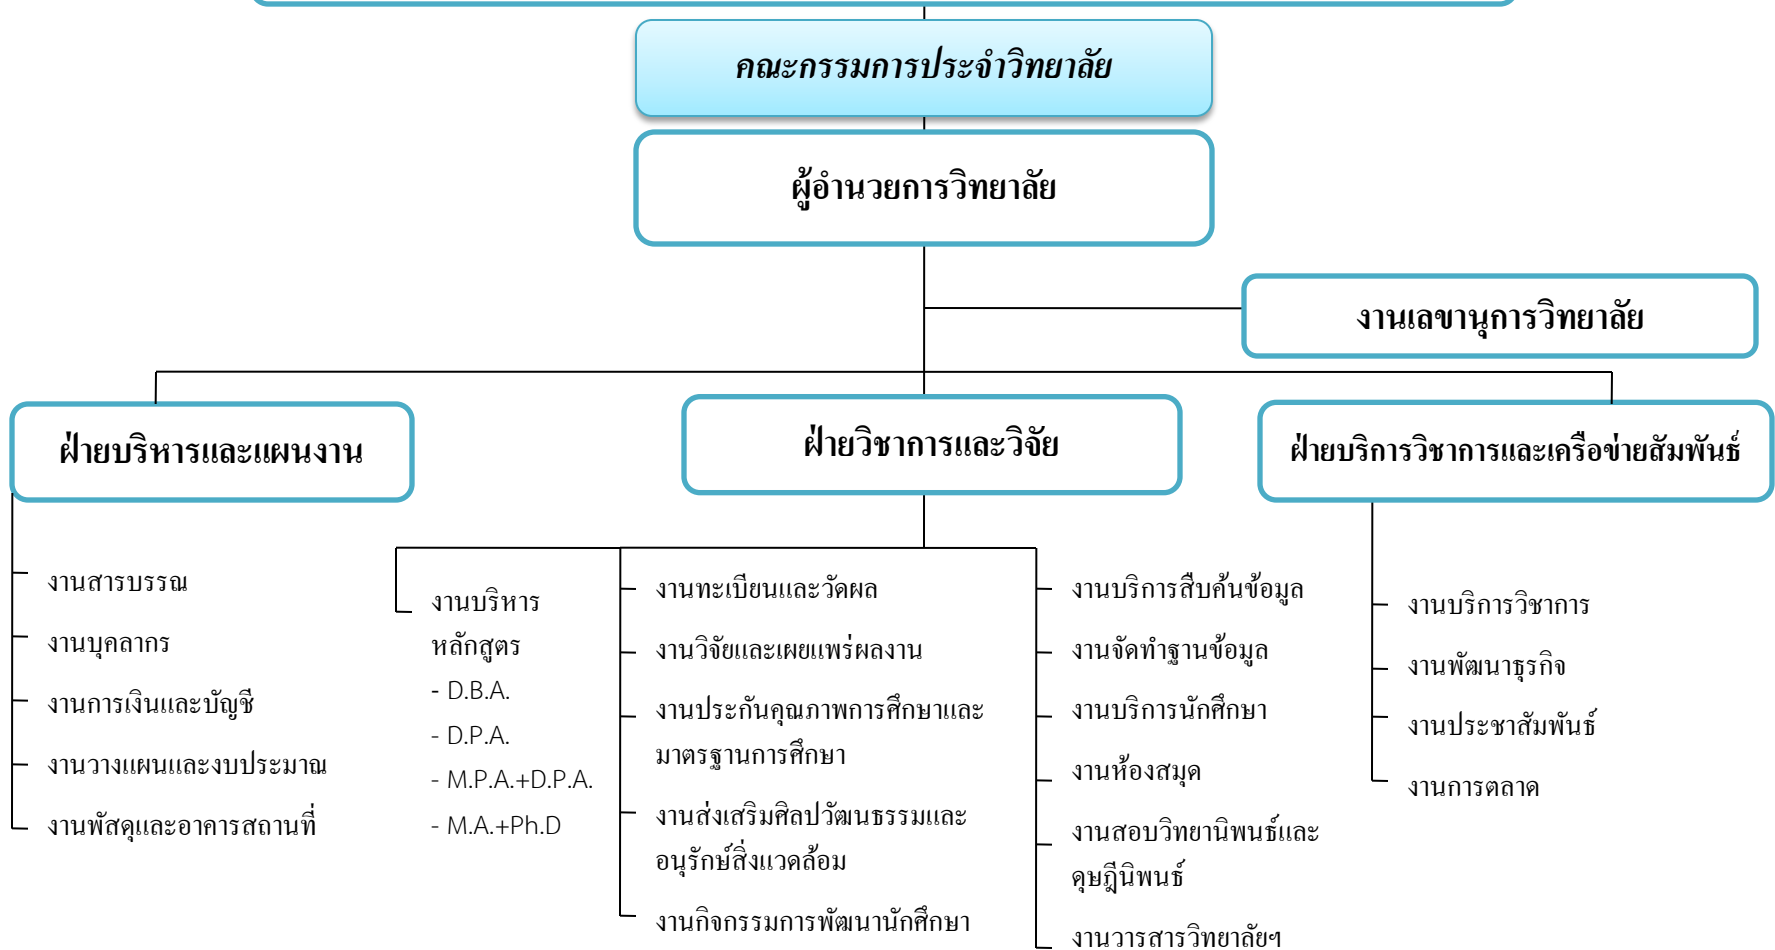 คณะกรรมการประจำวิทยาลัย
ผู้อำนวยการวิทยาลัย
งานเลขานุการวิทยาลัย
ฝ่ายบริหารและแผนงาน
ฝ่ายวิชาการและวิจัย
ฝ่ายบริการวิชาการและเครือข่ายสัมพันธ์
งานสารบรรณ
งานบุคลากร
งานการเงินและบัญชี
งานวางแผนและงบประมาณ
งานพัสดุและอาคารสถานที่
งานบริหาร
หลักสูตร
- D.B.A.
- D.P.A.
- M.P.A.+D.P.A.
- M.A.+Ph.D
งานทะเบียนและวัดผล
งานวิจัยและเผยแพร่ผลงาน
งานประกันคุณภาพการศึกษาและ
มาตรฐานการศึกษา
งานส่งเสริมศิลปวัฒนธรรมและ
อนุรักษ์สิ่งแวดล้อม
งานกิจกรรมการพัฒนานักศึกษา
งานบริการสืบค้นข้อมูล
งานจัดทำฐานข้อมูล
งานบริการนักศึกษา
งานห้องสมุด
งานสอบวิทยานิพนธ์และ
ดุษฎีนิพนธ์
งานวารสารวิทยาลัยฯ
งานบริการวิชาการ
งานพัฒนาธุรกิจ
งานประชาสัมพันธ์
งานการตลาด